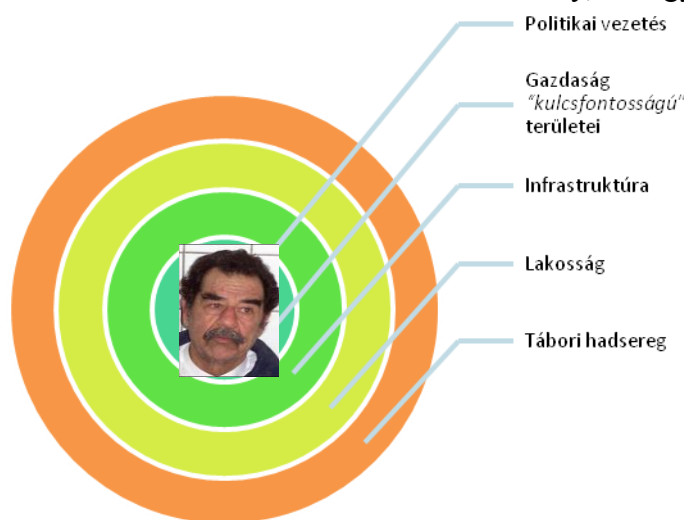 Politikai vezetés
Gazdaság
“kulcsfontosságú”
területei
Infrastruktúra
Lakosság
Tábori hadsereg